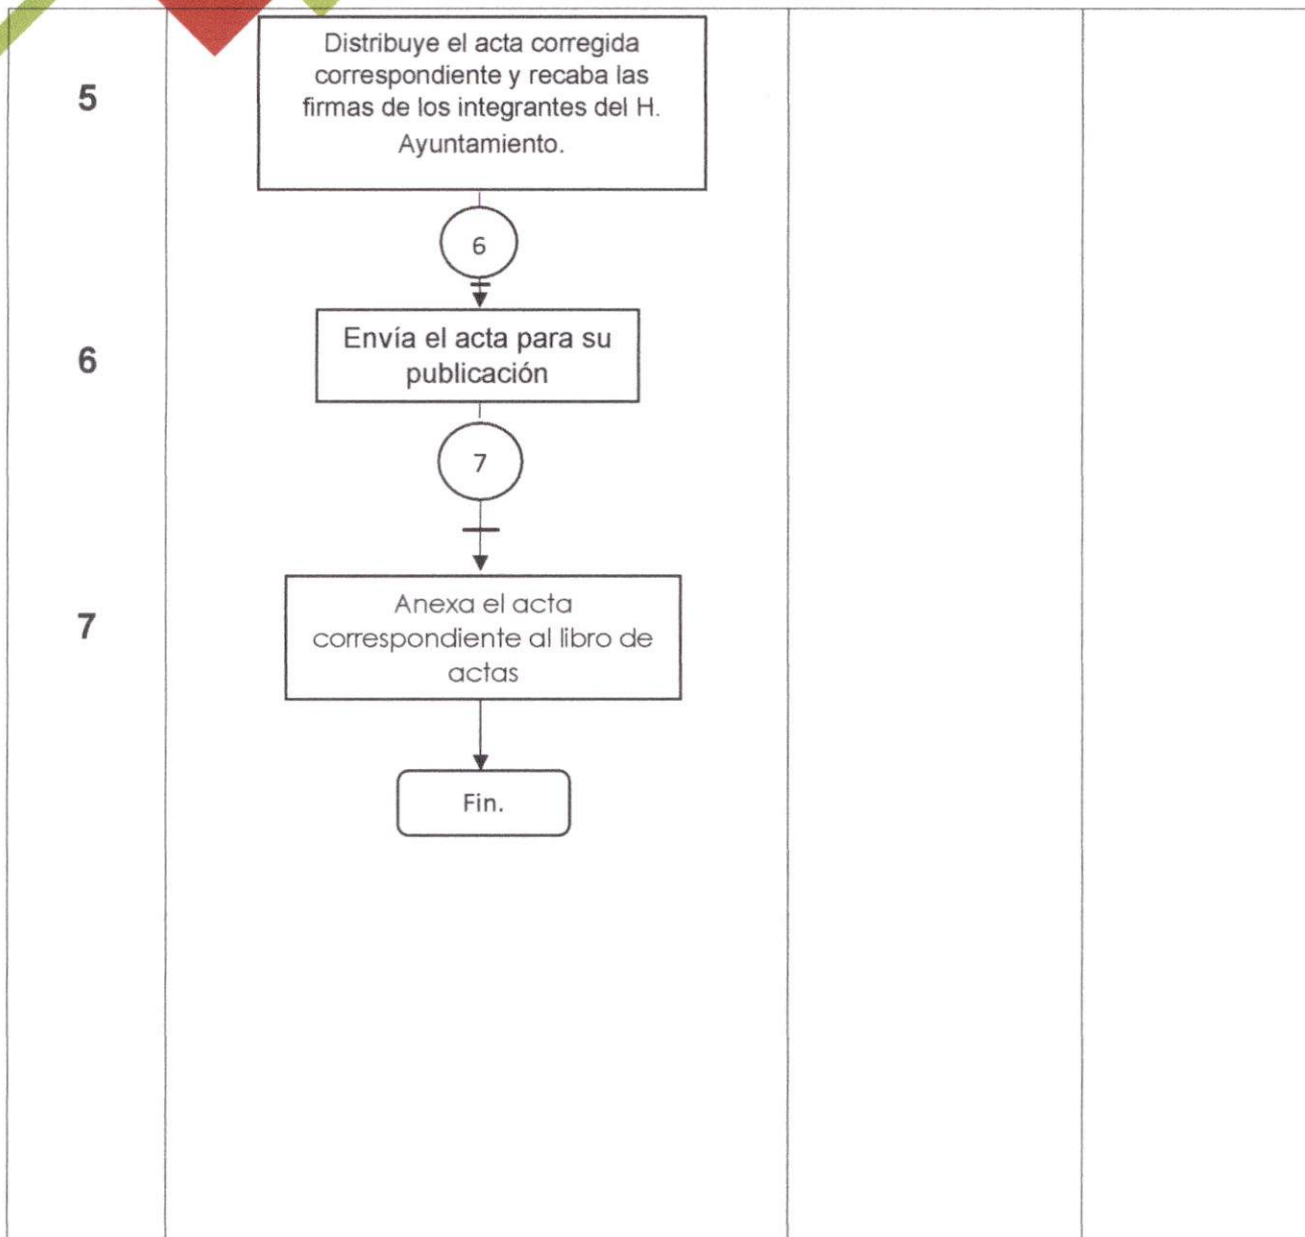 5
Distribuye el acta corregida
correspondiente y recaba las
firmas de los integrantes del H.
Ayuntamiento.
6
6
Envía el acta para su
publicación
7
7
Anexa el acta
correspondiente al libro de
actas
Fin.